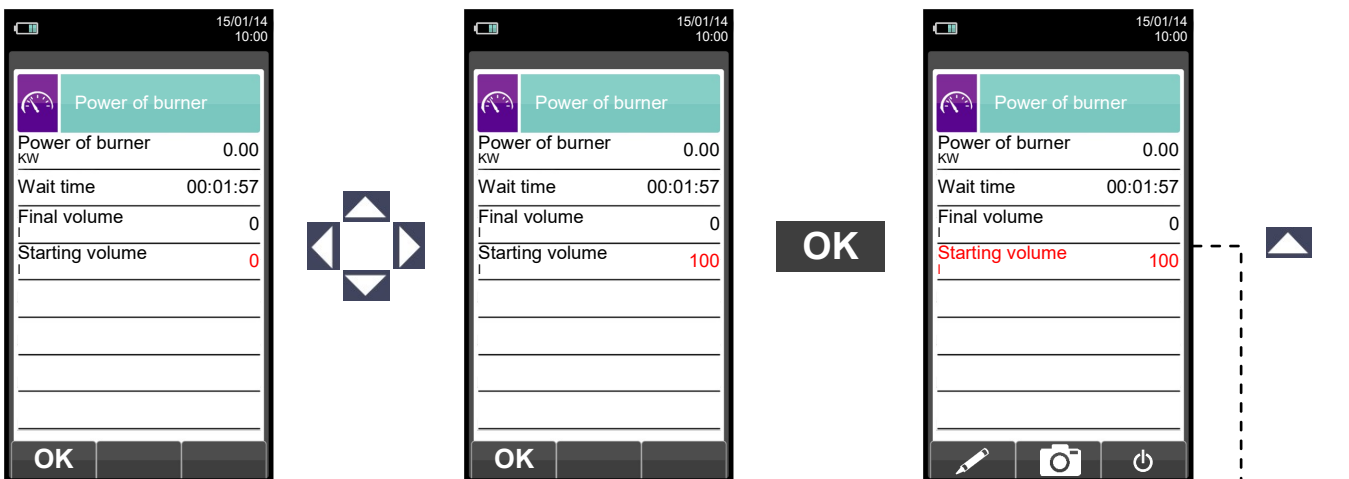 15/01/14
10:00
Power of burner
Power of burner 0.00
KW
Wait time 00:01:57
Final volume 0
l
Starting volume 0
l
OK
15/01/14
10:00
Power of burner
Power of burner 0.00
KW
Wait time 00:01:57
Final volume 0
l
Starting volume 100
l
OK
OK
15/01/14
10:00
Power of burner
Power of burner 0.00
KW
Wait time 00:01:57
Final volume 0
l
Starting volume 100
l